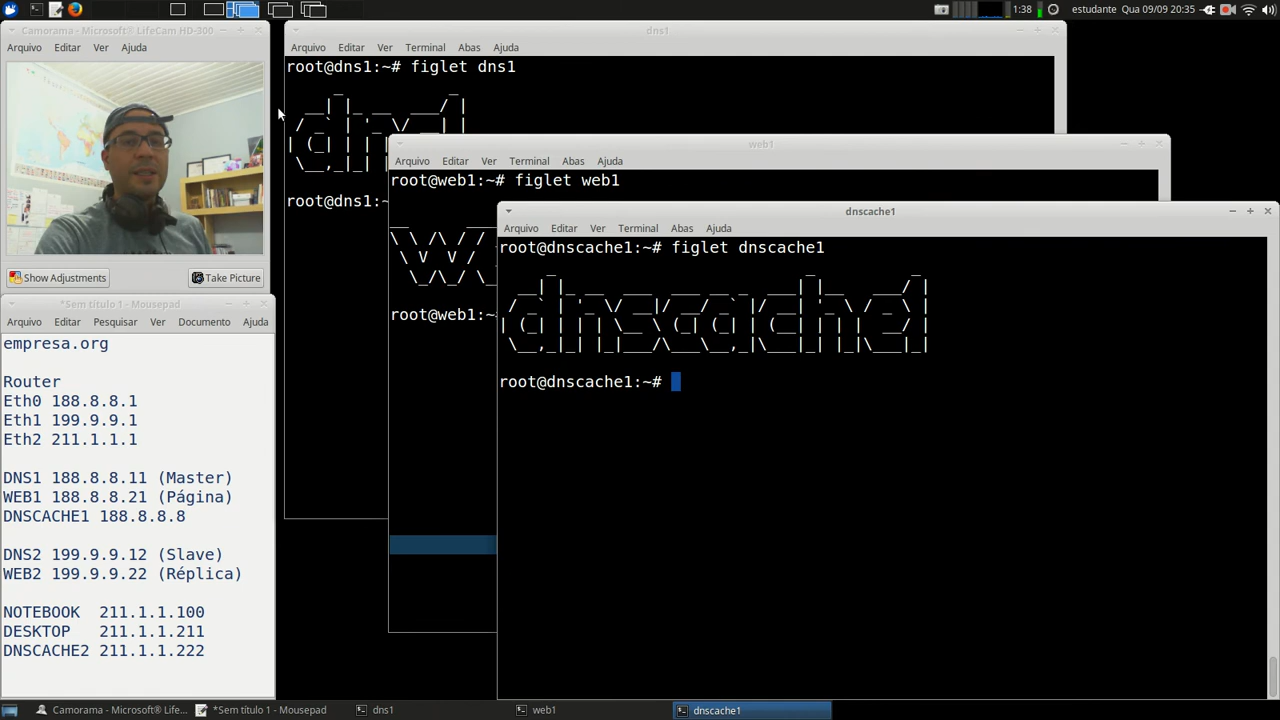 1:38
estudante
Qua 09/09 20:35
Camorama - Microsoft® LifeCam HD-300
Arquivo Editar Ver Ajuda
Show Adjustments
Take Picture
*Sem título 1 - Mousepad
Arquivo Editar Pesquisar Ver Documento Ajuda
empresa.org
Router
Eth0 188.8.8.1
Eth1 199.9.9.1
Eth2 211.1.1.1
DNS1 188.8.8.11 (Master)
WEB1 188.8.8.21 (Página)
DNSCACHE1 188.8.8.8
DNS2 199.9.9.12 (Slave)
WEB2 199.9.9.22 (Réplica)
NOTEBOOK 211.1.1.100
DESKTOP 211.1.1.211
DNSCACHE2 211.1.1.222
dns1
Arquivo Editar Ver Terminal Abas Ajuda
root@dns1:~# figlet dns1
dns1
root@dns1:~
web1
Arquivo Editar Ver Terminal Abas Ajuda
root@web1:~# figlet web1
w
root@web1:~
dnscache1
Arquivo Editar Ver Terminal Abas Ajuda
root@dnscache1:~# figlet dnscache1
dnscache1
root@dnscache1:~#
Camorama - Microsoft® LifeCam...
*Sem título 1 - Mousepad
dns1
web1
dnscache1